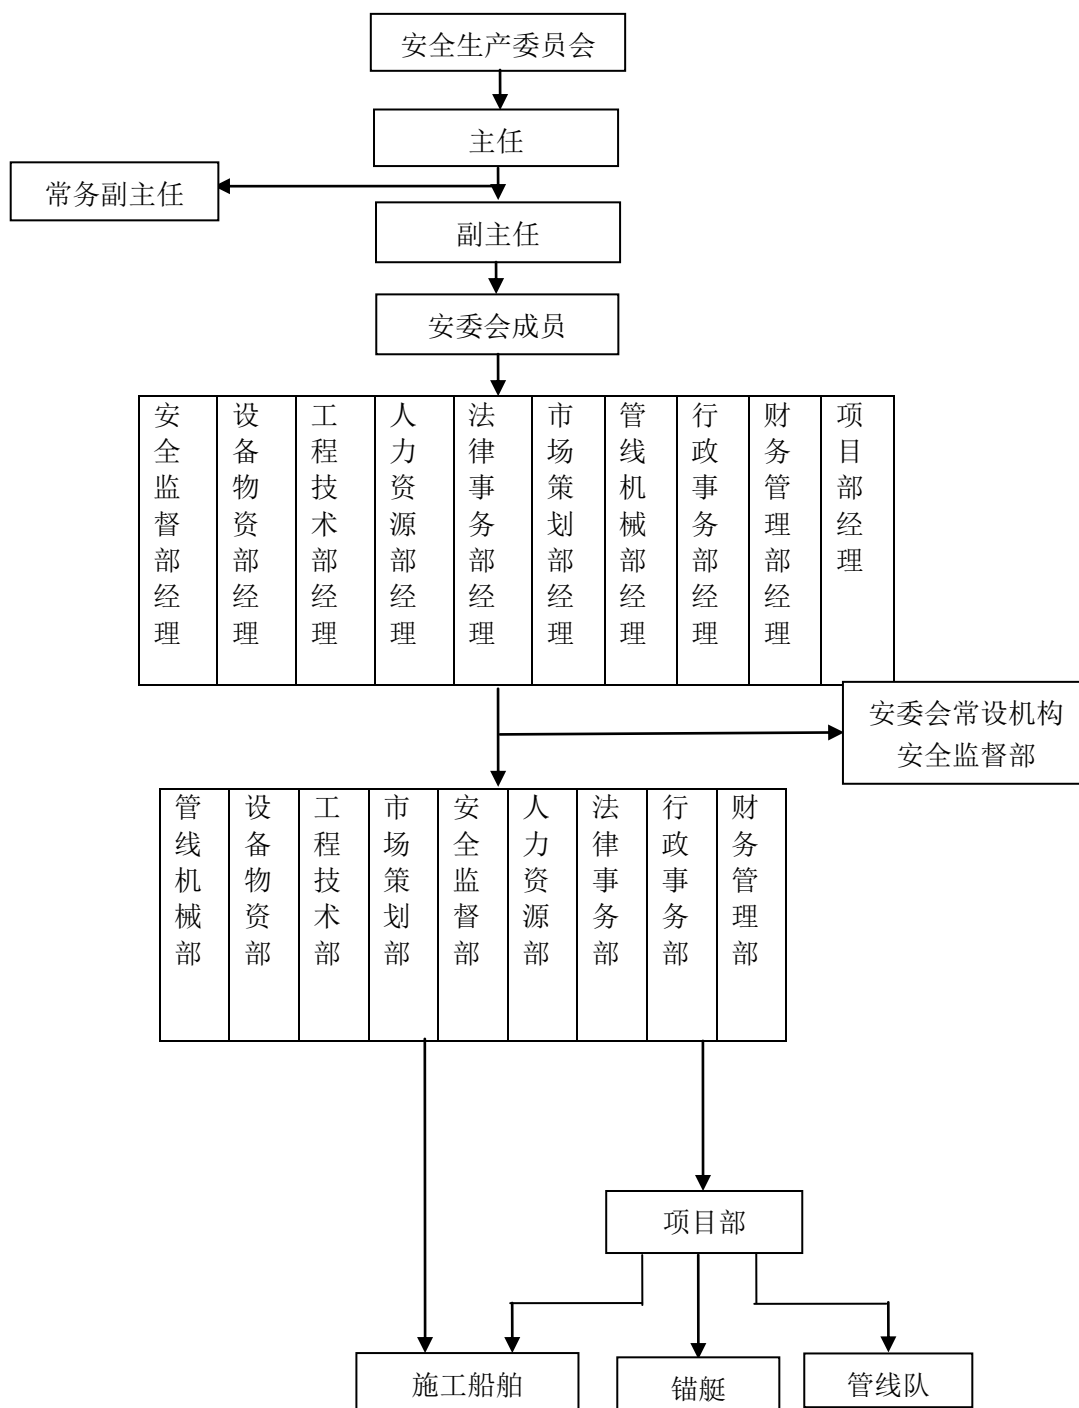 安全生产委员会
主任
常务副主任
副主任
安委会成员
安全监督部经理
设备物资部经理
工程技术部经理
人力资源部经理
法律事务部经理
市场策划部经理
管线机械部经理
行政事务部经理
财务管理部经理
项目部经理
安委会常设机构
安全监督部
管线机械部
设备物资部
工程技术部
市场策划部
安全监督部
人力资源部
法律事务部
行政事务部
财务管理部
项目部
施工船舶
锚艇
管线队